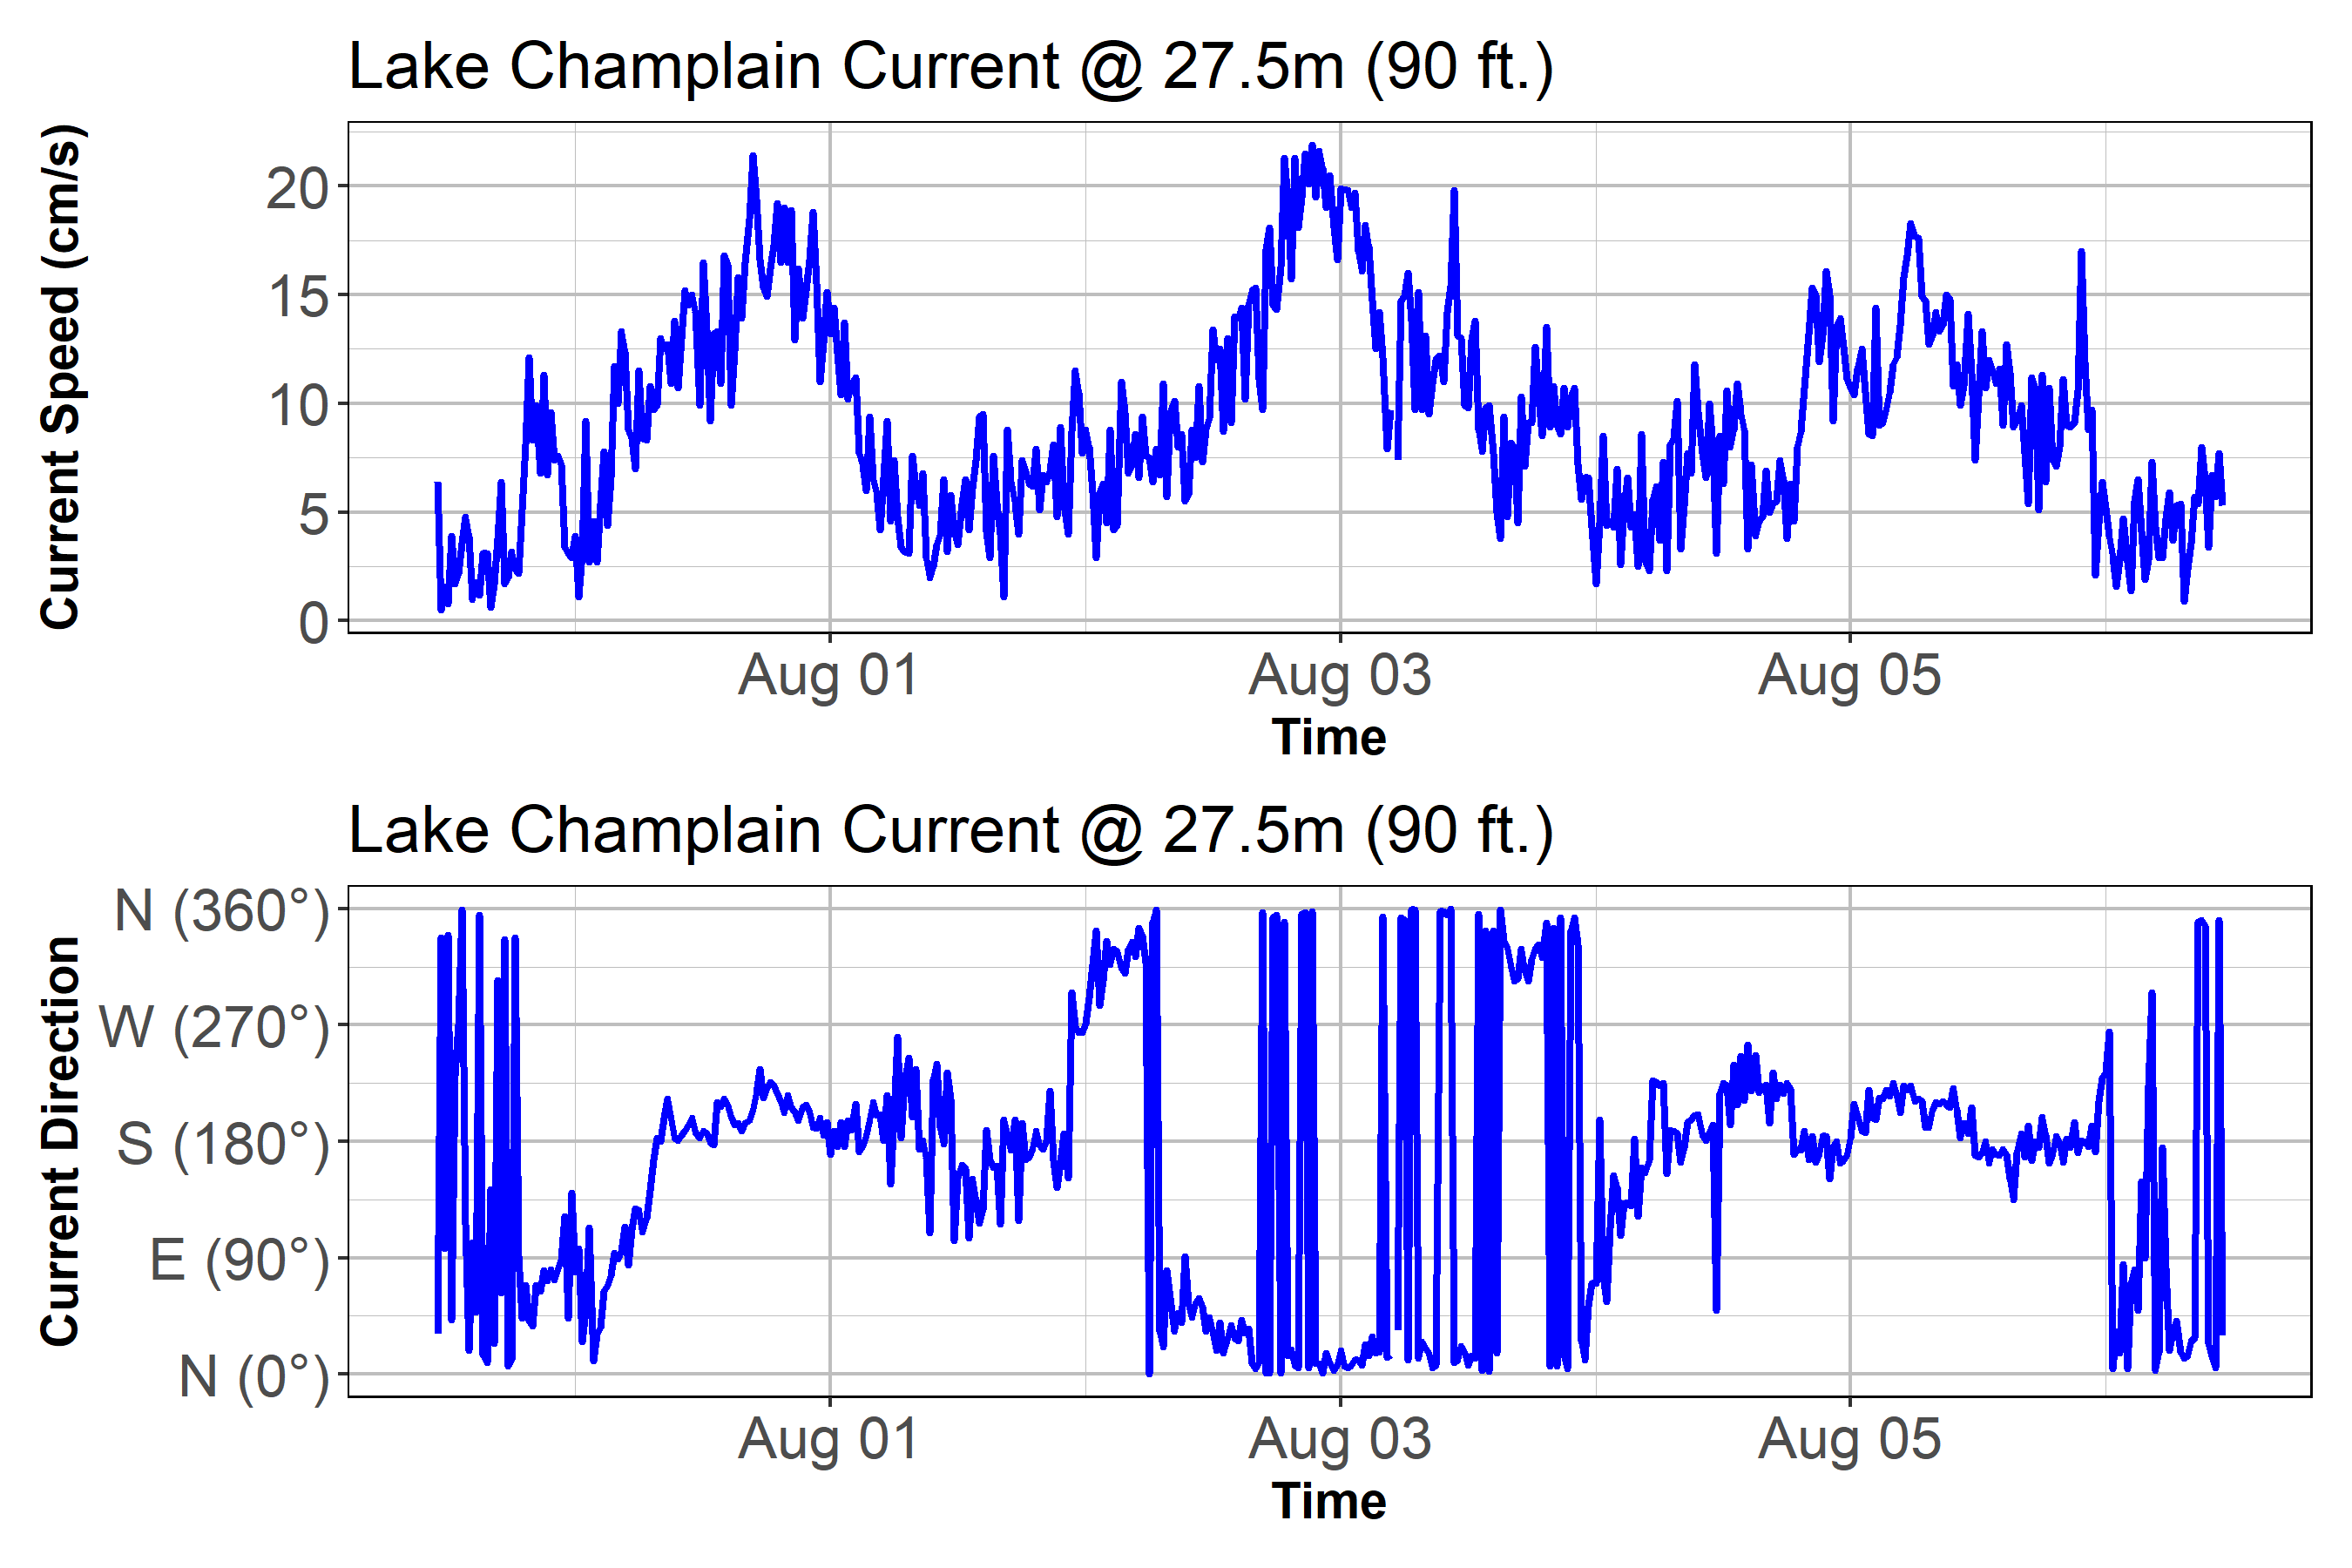 Lake Champlain Current @ 27.5m (90 ft.)
Current Speed (cm/s)
20
15
10
5
0
Aug 01 Aug 03 Aug 05
Time
Lake Champlain Current @ 27.5m (90 ft.)
Current Direction
N (360°)
W (270°)
S (180°)
E (90°)
N (0°)
Aug 01 Aug 03 Aug 05
Time